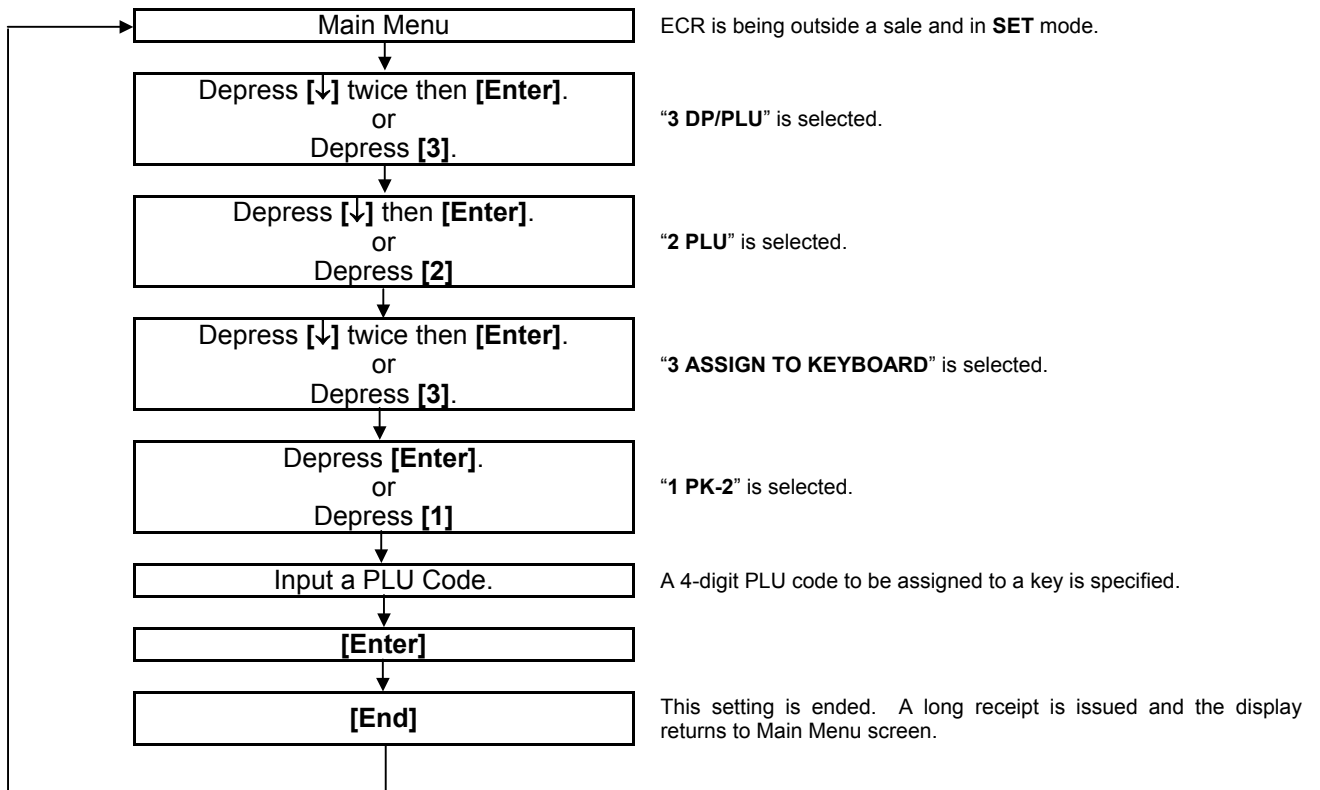 Main Menu
ECR is being outside a sale and in SET mode.
Depress [↓] twice then [Enter].
or
Depress [3].
“3 DP/PLU” is selected.
Depress [↓] then [Enter].
or
Depress [2]
“2 PLU” is selected.
Depress [↓] twice then [Enter].
or
Depress [3].
“3 ASSIGN TO KEYBOARD” is selected.
Depress [Enter].
or
Depress [1]
“1 PK-2” is selected.
Input a PLU Code.
A 4-digit PLU code to be assigned to a key is specified.
[Enter]
[End]
This setting is ended. A long receipt is issued and the display
returns to Main Menu screen.